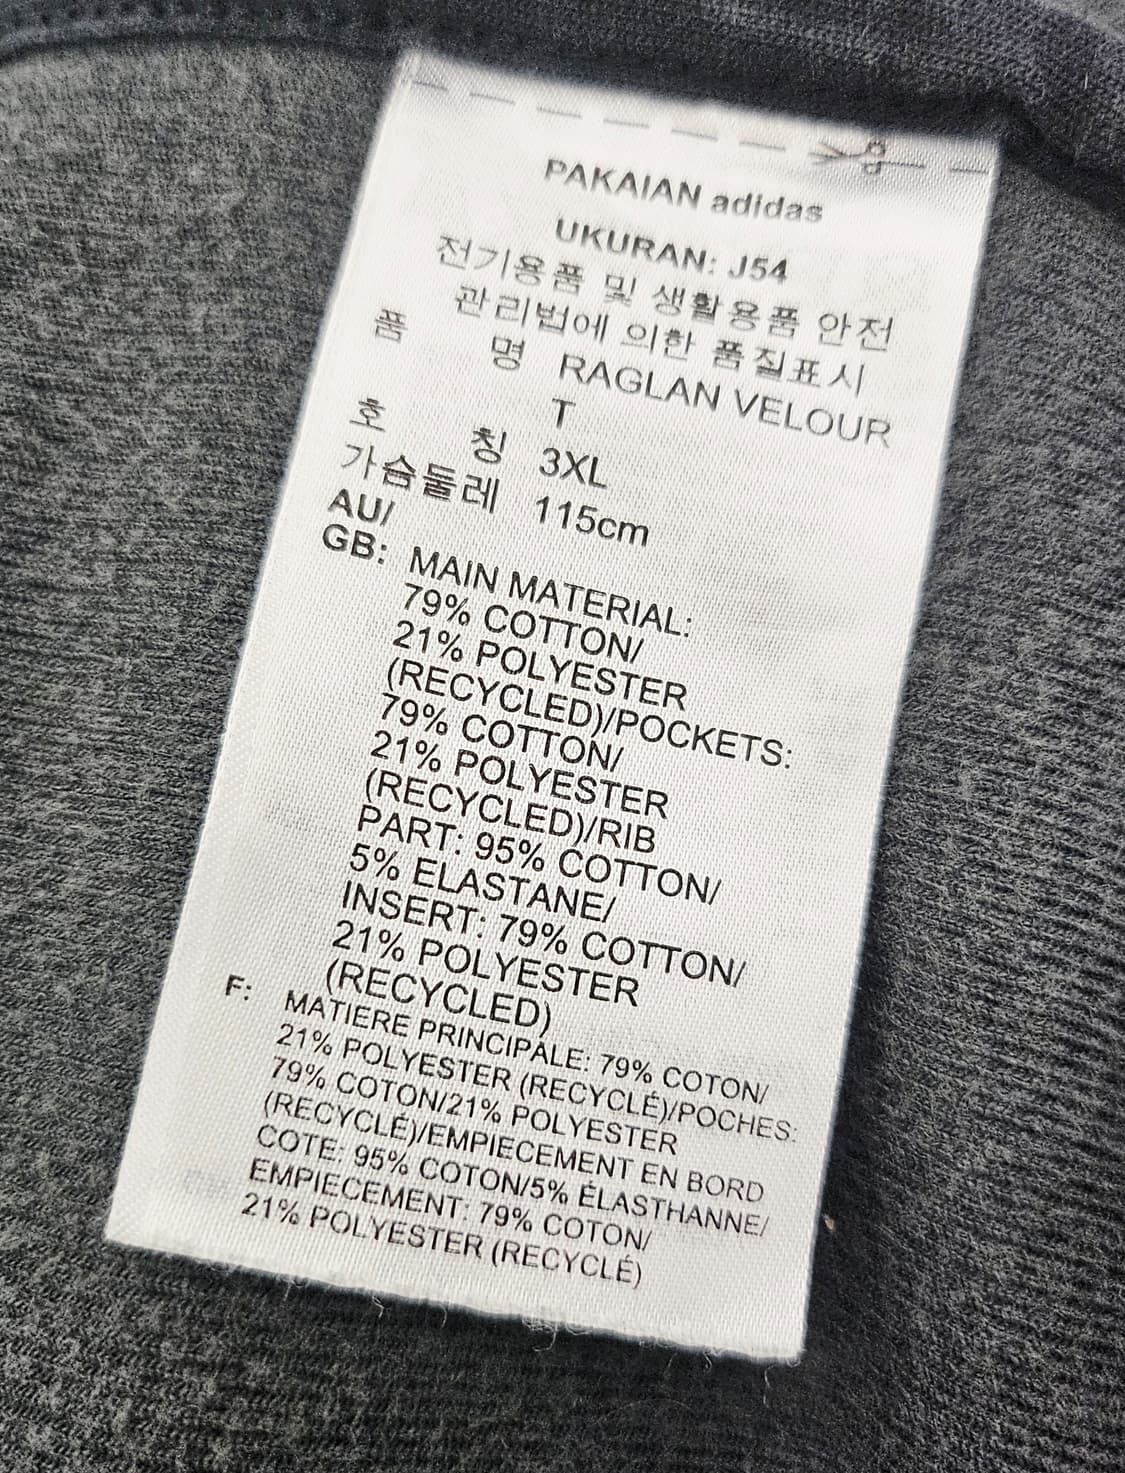 PAKAIAN adidas
UKURAN: J54
전기용품 및 생활용품 안전
관리법에 의한 품질표시
품 명 RAGLAN VELOUR
T
호 칭 3XL
가슴둘레 115cm
AU/
GB: MAIN MATERIAL:
79% COTTON/
21% POLYESTER
(RECYCLED)/POCKETS:
79% COTTON/
21% POLYESTER
(RECYCLED)/RIB
PART: 95% COTTON/
5% ELASTANE/
INSERT: 79% COTTON/
21% POLYESTER
(RECYCLED)
F: MATIERE PRINCIPALE: 79% COTON/
21% POLYESTER (RECYCLÉ)/POCHES:
79% COTON/21% POLYESTER
(RECYCLÉ)/EMPIECEMENT EN BORD
COTE: 95% COTON/5% ÉLASTHANNE/
EMPIECEMENT: 79% COTON/
21% POLYESTER (RECYCLÉ)